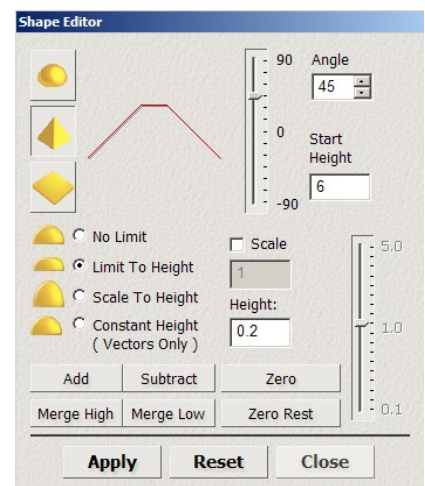 Shape Editor
90
Angle
45
0
Start
Height
6
-90
No Limit
Scale
5.0
Limit To Height
1
Scale To Height
Height:
Constant Height
( Vectors Only )
0.2
1.0
Add
Subtract
Zero
Merge High
Merge Low
Zero Rest
0.1
Apply
Reset
Close